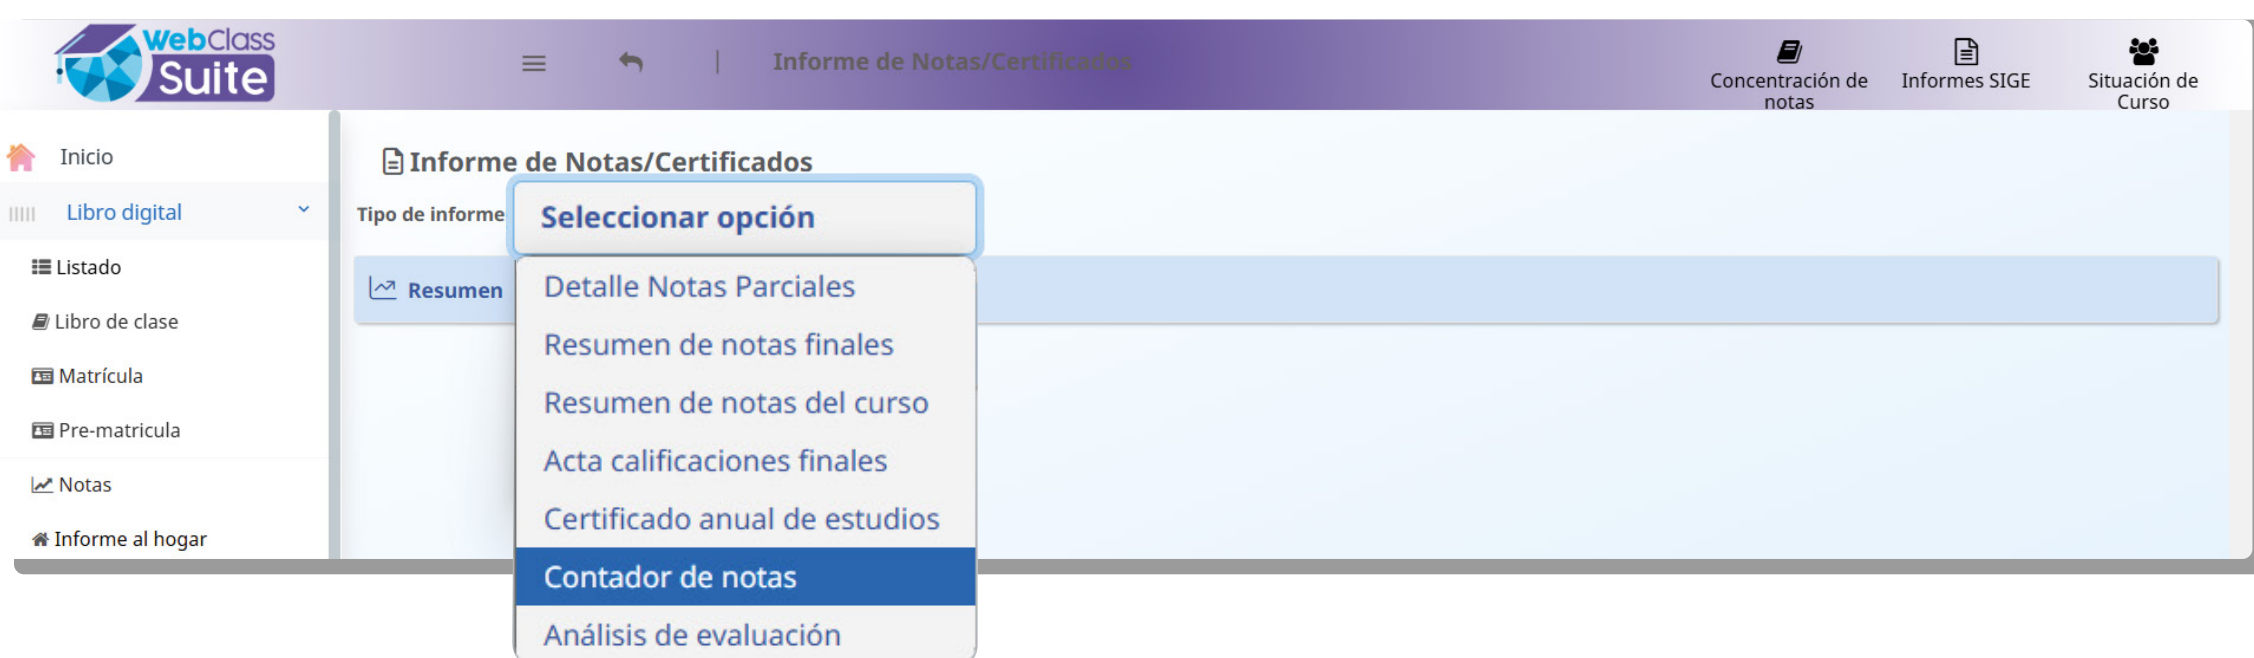 WebClass
Suite
Informe de Notas/Certificados
Concentración de
notas
Informes SIGE
Situación de
Curso
Inicio
Libro digital
Listado
Libro de clase
Matrícula
Pre-matricula
Notas
Informe al hogar
Informe de Notas/Certificados
Tipo de informe
Seleccionar opción
Resumen
Detalle Notas Parciales
Resumen de notas finales
Resumen de notas del curso
Acta calificaciones finales
Certificado anual de estudios
Contador de notas
Análisis de evaluación